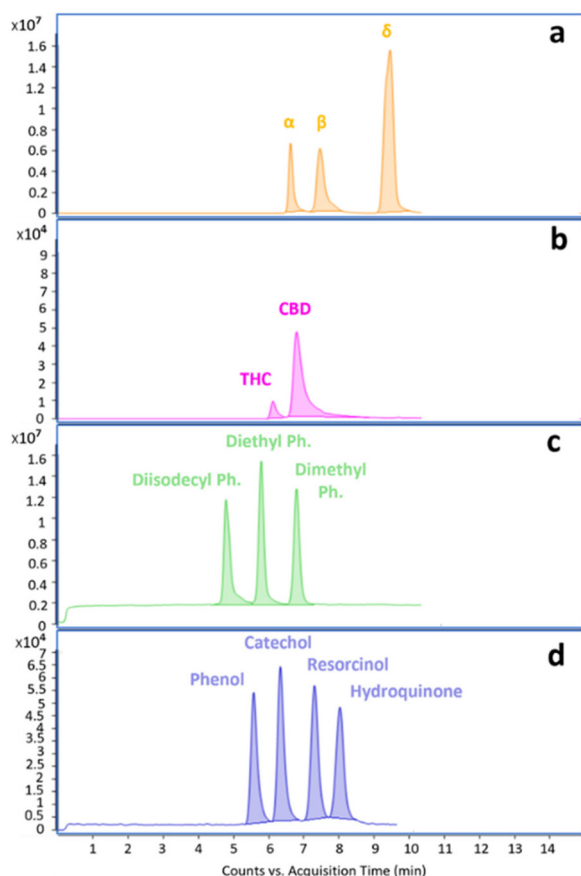 x10⁷
a
δ
1.6
1.4
α
β
1.2
1
0.8
0.6
0.4
0.2
0
x10⁴
b
9
8
7
6
CBD
5
4
3
THC
2
1
0
x10⁷
c
Diethyl Ph.
1.6
Diisodecyl Ph.
Dimethyl
Ph.
1.4
1.2
1
0.8
0.6
0.4
0.2
0
x10⁴
d
Catechol
7
6.5
Resorcinol
6
Phenol
Hydroquinone
5.5
5
4.5
4
3.5
3
2.5
2
1.5
1
0.5
0
1 2 3 4 5 6 7 8 9 10 11 12 13 14
Counts vs. Acquisition Time (min)